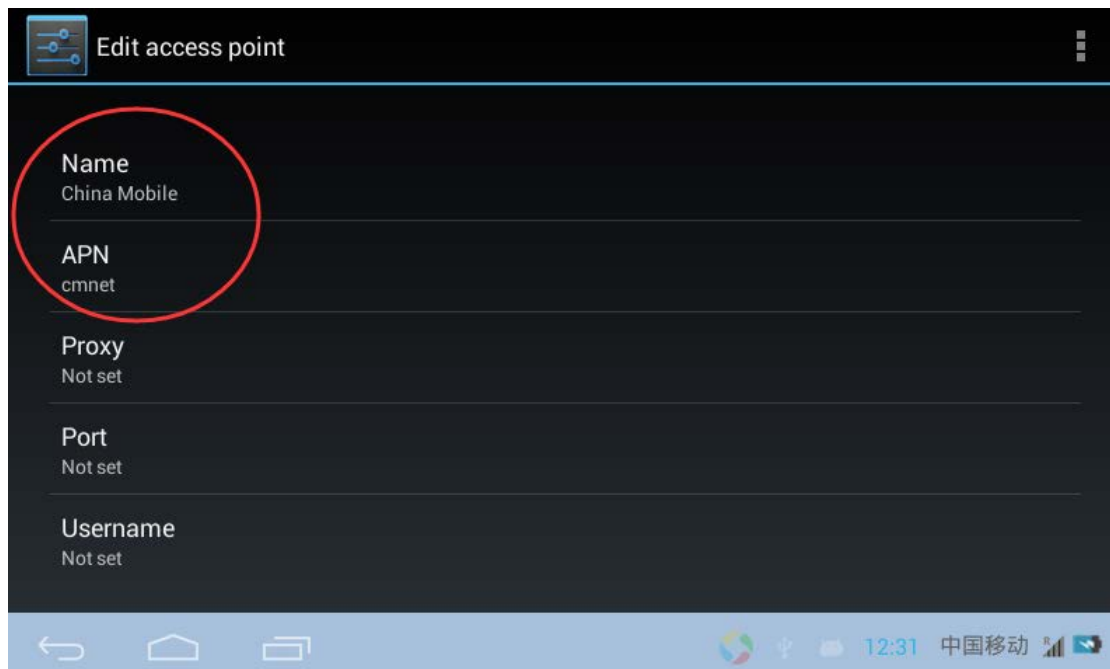 Edit access point
Name
China Mobile
APN
cmnet
Proxy
Not set
Port
Not set
Username
Not set
12:31 中国移动 R